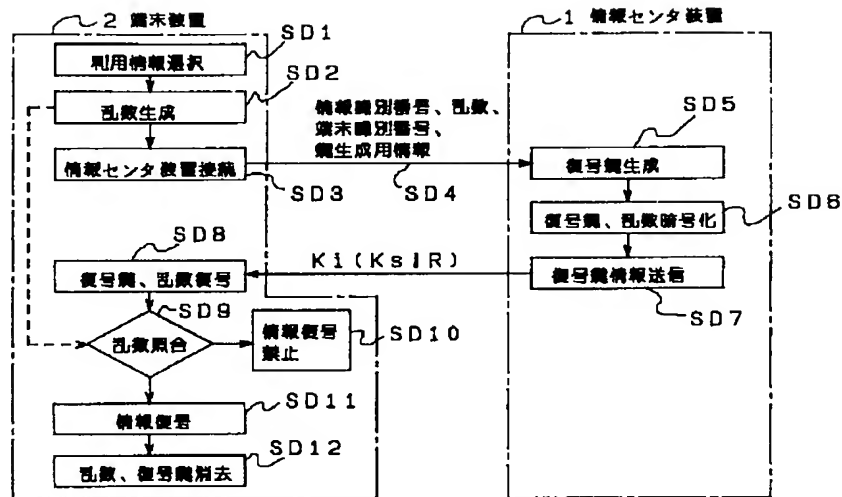 2 端末装置
1 情報センタ装置
SD1
利用情報選択
SD2
乱数生成
情報識別番号、乱数、
端末識別番号、
鍵生成用情報
SD5
復号鍵生成
情報センタ装置接続
SD3
SD4
SD6
復号鍵、乱数暗号化
SD8
Ki(Ks||R)
復号鍵、乱数復号
復号鍵情報送信
SD9
SD7
乱数照合
情報復号
禁止
SD10
SD11
情報復号
SD12
乱数、復号鍵消去